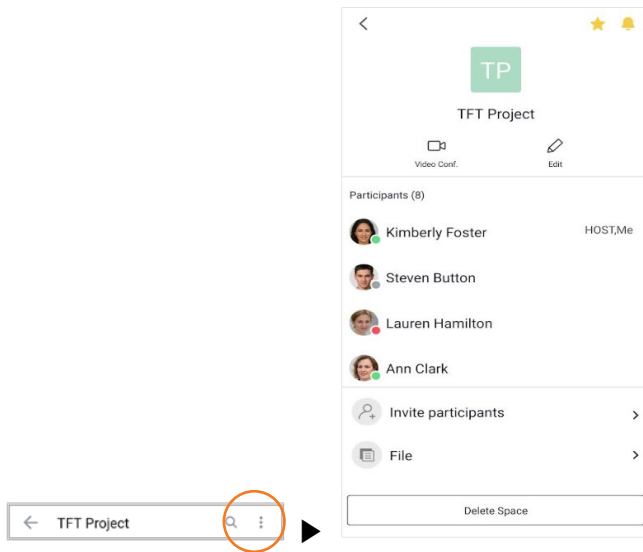 TP
TFT Project
Video Conf.
Edit
Participants (8)
Kimberly Foster
HOST,Me
Steven Button
Lauren Hamilton
Ann Clark
Invite participants
File
Delete Space
TFT Project